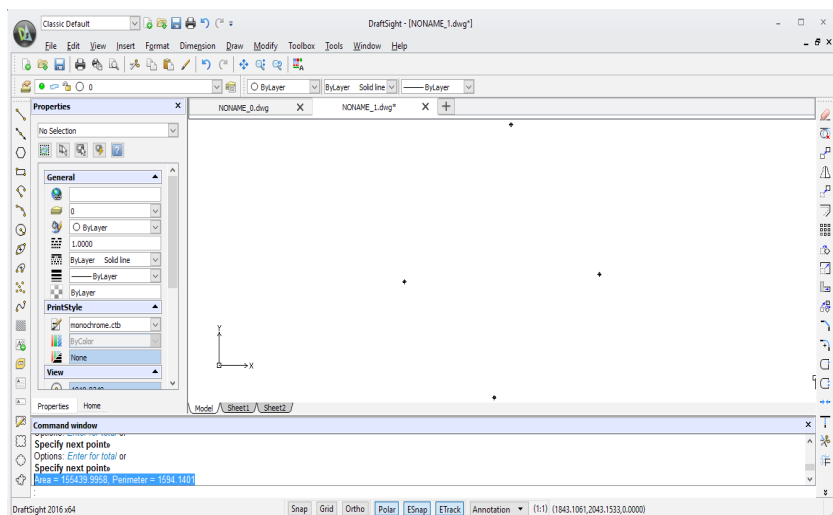 Classic Default
DraftSight - [NONAME_1.dwg*]
File Edit View Insert Format Dimension Draw Modify Toolbox Tools Window Help
0 ByLayer ByLayer Solid line ByLayer
Properties
NONAME_0.dwg NONAME_1.dwg*
No Selection
General
0
ByLayer
1.0000
ByLayer Solid line
ByLayer
ByLayer
PrintStyle
monochrome.ctb
ByColor
None
View
Y
X
Properties Home
Model Sheet1 Sheet2
Command window
Specify next point»
Options: Enter for total or
Specify next point»
Area = 155439.9958, Perimeter = 1594.1401
:
DraftSight 2016 x64 Snap Grid Ortho Polar ESnap ETrack Annotation (1:1) (1843.1061,2043.1533,0.0000)